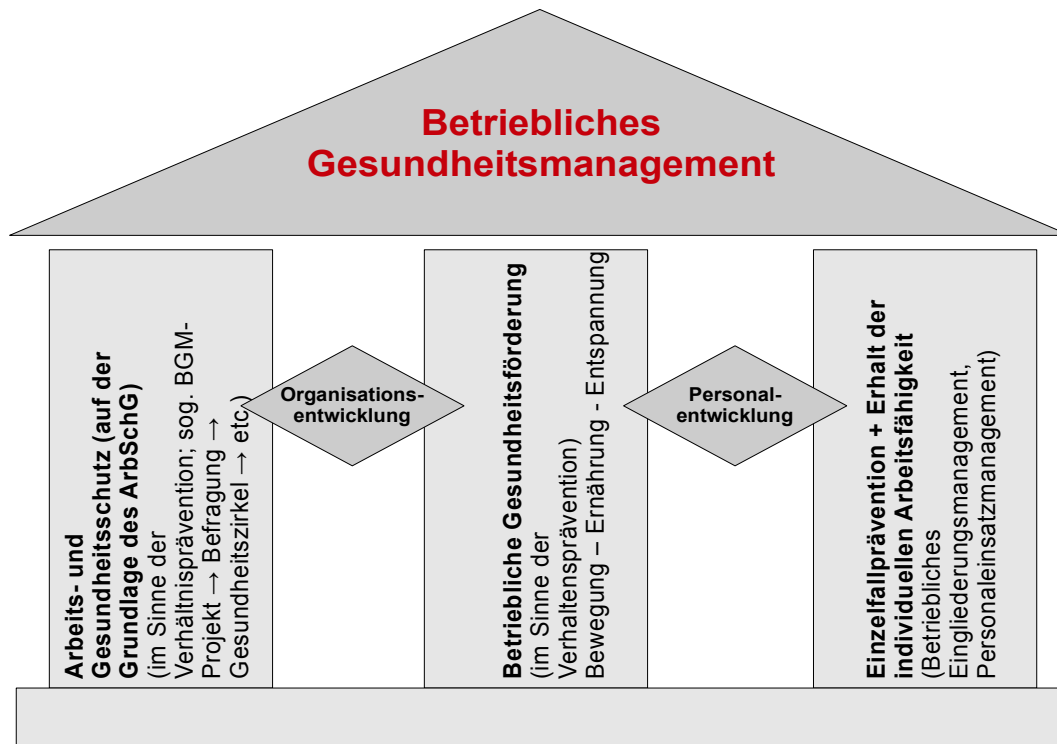 Betriebliches
Gesundheitsmanagement
Arbeits- und
Gesundheitsschutz (auf der
Grundlage des ArbSchG)
(im Sinne der
Verhältnisprävention; sog. BGM-
Projekt → Befragung →
Gesundheitszirkel → etc.)
Organisations-
entwicklung
Betriebliche Gesundheitsförderung
(im Sinne der
Verhaltensprävention)
Bewegung – Ernährung - Entspannung
Personal-
entwicklung
Einzelfallprävention + Erhalt der
individuellen Arbeitsfähigkeit
(Betriebliches
Eingliederungsmanagement,
Personaleinsatzmanagement)